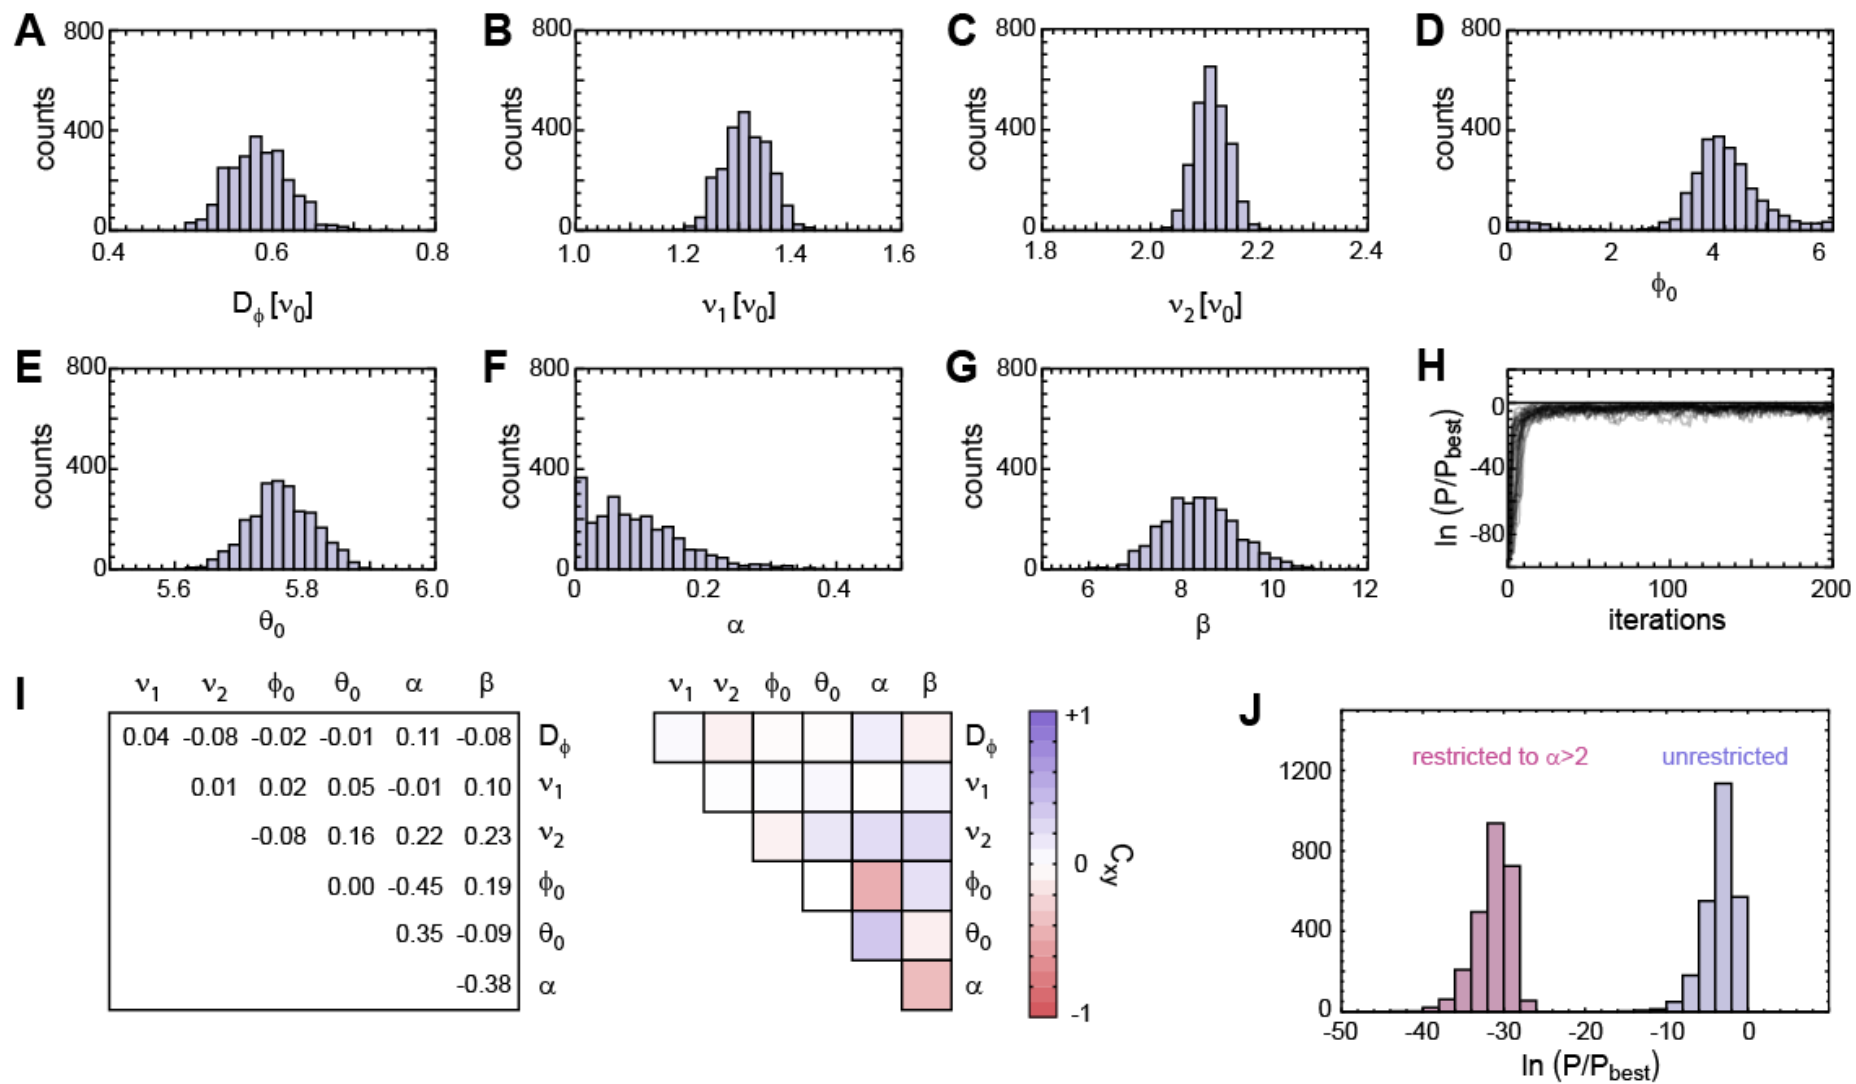 A
800
400
0
counts
0.4 0.6 0.8
Dϕ [ν0]
B
800
400
0
counts
1.0 1.2 1.4 1.6
ν1 [ν0]
C
800
400
0
counts
1.8 2.0 2.2 2.4
ν2 [ν0]
D
800
400
0
counts
0 2 4 6
ϕ0
E
800
400
0
counts
5.6 5.8 6.0
θ0
F
800
400
0
counts
0 0.2 0.4
α
G
800
400
0
counts
6 8 10 12
β
H
0
-40
-80
ln (P/Pbest)
0 100 200
iterations
I
ν1 ν2 ϕ0 θ0 α β
0.04 -0.08 -0.02 -0.01 0.11 -0.08 Dϕ
0.01 0.02 0.05 -0.01 0.10 ν1
-0.08 0.16 0.22 0.23 ν2
0.00 -0.45 0.19 ϕ0
0.35 -0.09 θ0
-0.38 α
ν1 ν2 ϕ0 θ0 α β
Dϕ
ν1
ν2
ϕ0
θ0
α
+1
0
-1
Cxy
J
restricted to α>2 unrestricted
1200
800
400
0
-50 -40 -30 -20 -10 0
ln (P/Pbest)